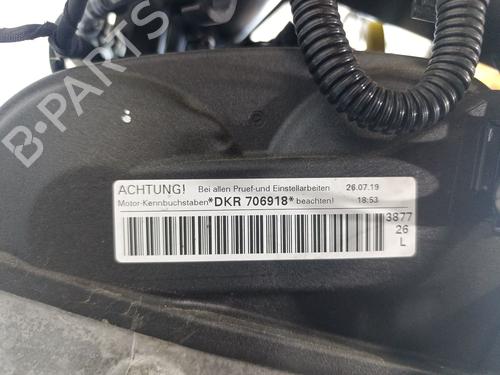 B-PARTS
ACHTUNG! Bei allen Pruef-und Einstellarbeiten 26.07.19
Motor-Kennbuchstaben*DKR 706918*beachten! 18:53
3877
26
L